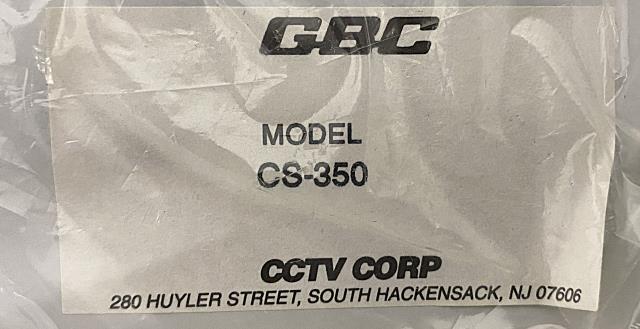 GBC
MODEL
CS-350
CCTV CORP
280 HUYLER STREET, SOUTH HACKENSACK, NJ 07606